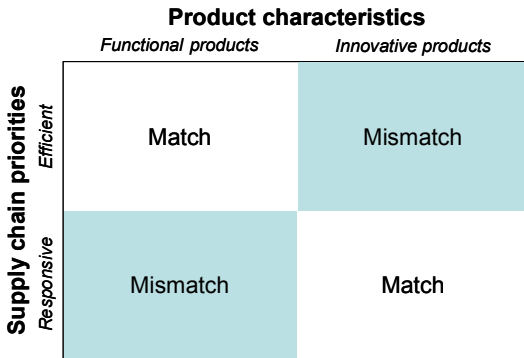 Product characteristics
Functional products
Innovative products
Supply chain priorities
Efficient
Match
Mismatch
Responsive
Mismatch
Match